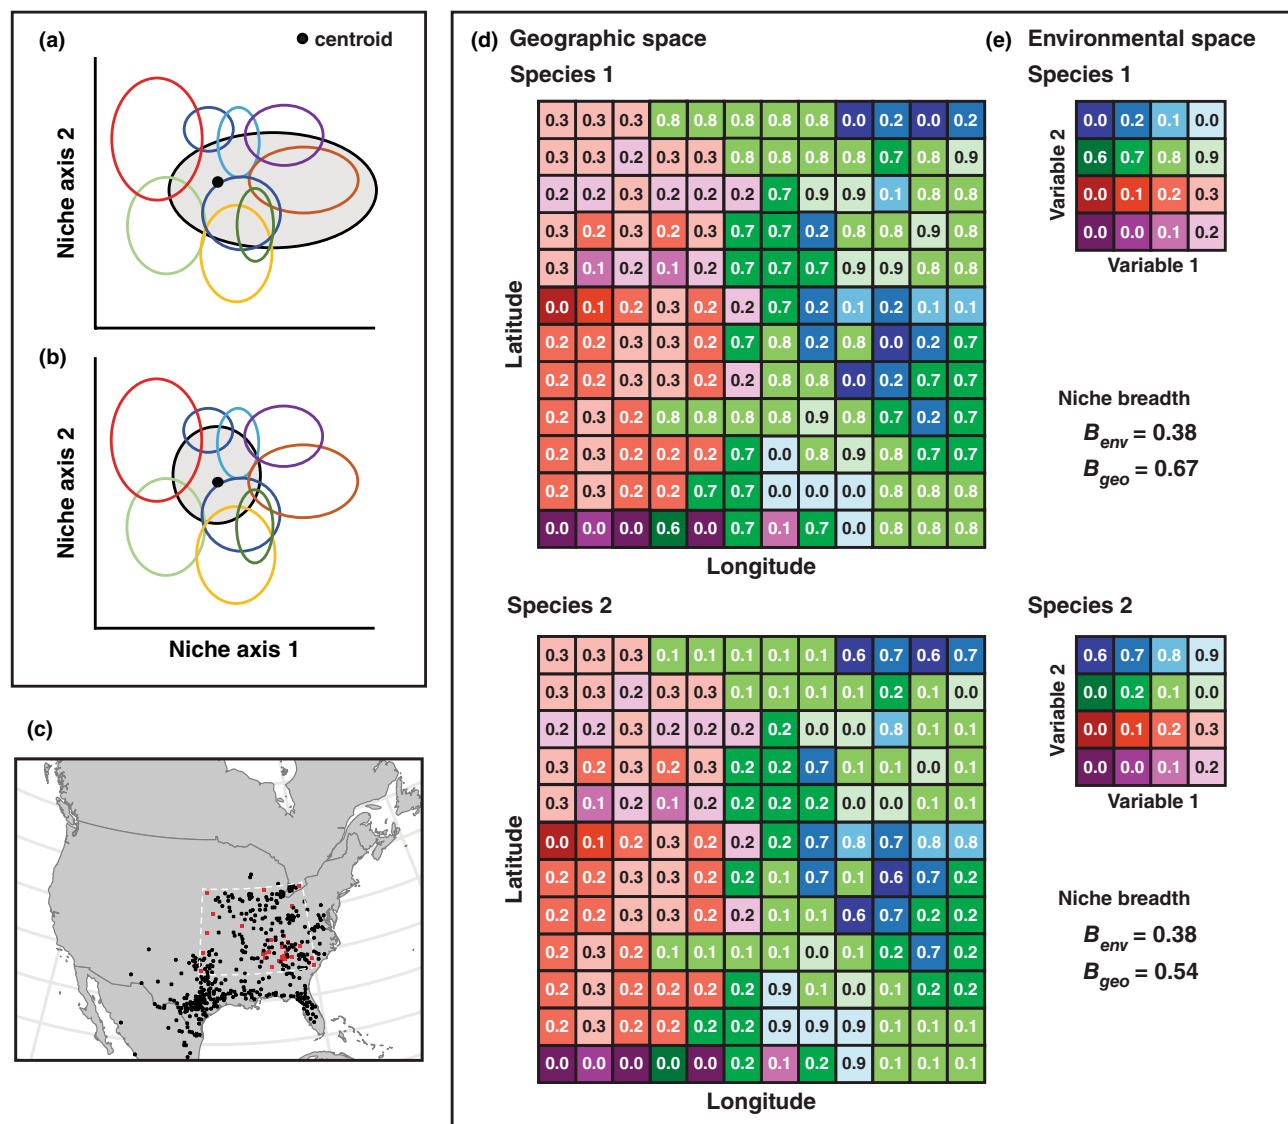 (a)
centroid
Niche axis 2
(b)
Niche axis 2
Niche axis 1
(c)
(d) Geographic space
Species 1
Latitude
0.3 0.3 0.3 0.8 0.8 0.8 0.8 0.8 0.0 0.2 0.0 0.2
0.3 0.3 0.2 0.3 0.3 0.8 0.8 0.8 0.8 0.7 0.8 0.9
0.2 0.2 0.3 0.2 0.2 0.2 0.7 0.9 0.9 0.1 0.8 0.8
0.3 0.2 0.3 0.2 0.3 0.7 0.7 0.2 0.8 0.8 0.9 0.8
0.3 0.1 0.2 0.1 0.2 0.7 0.7 0.7 0.9 0.9 0.8 0.8
0.0 0.1 0.2 0.3 0.2 0.2 0.7 0.2 0.1 0.2 0.1 0.1
0.2 0.2 0.3 0.3 0.2 0.7 0.8 0.2 0.8 0.0 0.2 0.7
0.2 0.2 0.3 0.3 0.2 0.2 0.8 0.8 0.0 0.2 0.7 0.7
0.2 0.3 0.2 0.8 0.8 0.8 0.8 0.9 0.8 0.7 0.2 0.7
0.2 0.3 0.2 0.2 0.2 0.7 0.0 0.8 0.9 0.8 0.7 0.7
0.2 0.3 0.2 0.2 0.7 0.7 0.0 0.0 0.0 0.8 0.8 0.8
0.0 0.0 0.0 0.6 0.0 0.7 0.1 0.7 0.0 0.8 0.8 0.8
Longitude
Species 2
Latitude
0.3 0.3 0.3 0.1 0.1 0.1 0.1 0.1 0.6 0.7 0.6 0.7
0.3 0.3 0.2 0.3 0.3 0.1 0.1 0.1 0.1 0.2 0.1 0.0
0.2 0.2 0.3 0.2 0.2 0.2 0.2 0.0 0.0 0.8 0.1 0.1
0.3 0.2 0.3 0.2 0.3 0.2 0.2 0.7 0.1 0.1 0.0 0.1
0.3 0.1 0.2 0.1 0.2 0.2 0.2 0.2 0.0 0.0 0.1 0.1
0.0 0.1 0.2 0.3 0.2 0.2 0.2 0.7 0.8 0.7 0.8 0.8
0.2 0.2 0.3 0.3 0.2 0.2 0.1 0.7 0.1 0.6 0.7 0.2
0.2 0.2 0.3 0.3 0.2 0.2 0.1 0.1 0.6 0.7 0.2 0.2
0.2 0.3 0.2 0.1 0.1 0.1 0.1 0.0 0.1 0.2 0.7 0.2
0.2 0.3 0.2 0.2 0.2 0.2 0.9 0.1 0.0 0.1 0.2 0.2
0.2 0.3 0.2 0.2 0.2 0.2 0.9 0.9 0.9 0.1 0.1 0.1
0.0 0.0 0.0 0.0 0.0 0.2 0.1 0.2 0.9 0.1 0.1 0.1
Longitude
(e) Environmental space
Species 1
Variable 2
0.0 0.2 0.1 0.0
0.6 0.7 0.8 0.9
0.0 0.1 0.2 0.3
0.0 0.0 0.1 0.2
Variable 1
Niche breadth
B_env = 0.38
B_geo = 0.67
Species 2
Variable 2
0.6 0.7 0.8 0.9
0.0 0.2 0.1 0.0
0.0 0.1 0.2 0.3
0.0 0.0 0.1 0.2
Variable 1
Niche breadth
B_env = 0.38
B_geo = 0.54